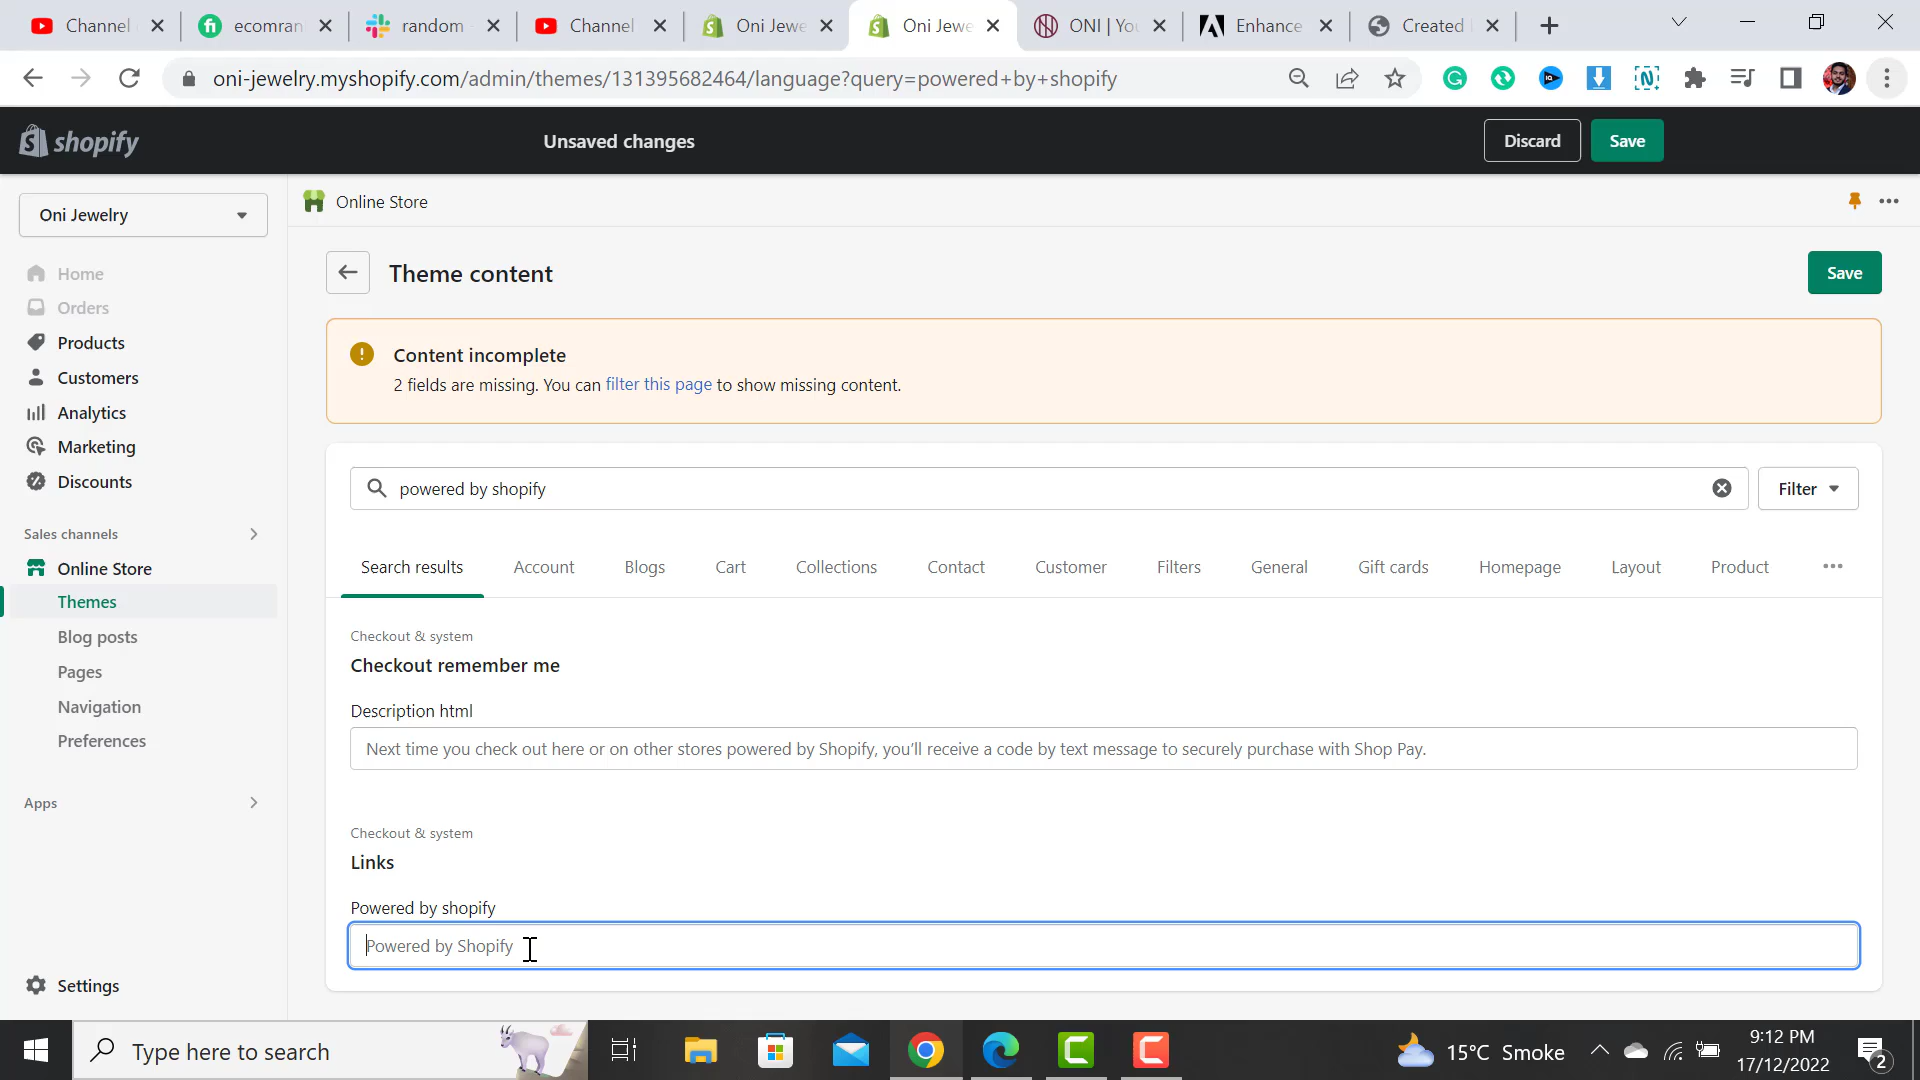 Channel
ecomran
random
Channel
Oni Jewe
Oni Jewe
ONI | You
Enhance
Created
oni-jewelry.myshopify.com/admin/themes/131395682464/language?query=powered+by+shopify
shopify
Unsaved changes
Discard
Save
Oni Jewelry
Online Store
Home
Orders
Products
Customers
Analytics
Marketing
Discounts
Sales channels
Online Store
Themes
Blog posts
Pages
Navigation
Preferences
Apps
Settings
Theme content
Save
Content incomplete
2 fields are missing. You can filter this page to show missing content.
powered by shopify
Filter
Search results Account Blogs Cart Collections Contact Customer Filters General Gift cards Homepage Layout Product
Checkout & system
Checkout remember me
Description html
Next time you check out here or on other stores powered by Shopify, you’ll receive a code by text message to securely purchase with Shop Pay.
Checkout & system
Links
Powered by shopify
Powered by Shopify
Type here to search
15°C Smoke
9:12 PM
17/12/2022
2